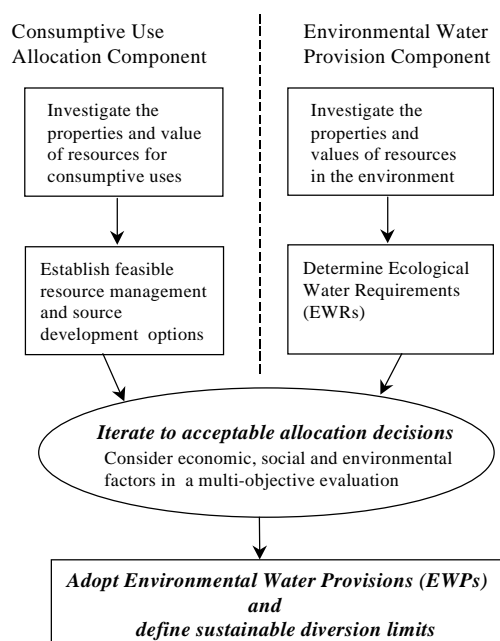 Consumptive Use
Allocation Component
Investigate the
properties and value
of resources for
consumptive uses
Establish feasible
resource management
and source
development options
Environmental Water
Provision Component
Investigate the
properties and
values of resources
in the environment
Determine Ecological
Water Requirements
(EWRs)
Iterate to acceptable allocation decisions
Consider economic, social and environmental
factors in a multi-objective evaluation
Adopt Environmental Water Provisions (EWPs)
and
define sustainable diversion limits